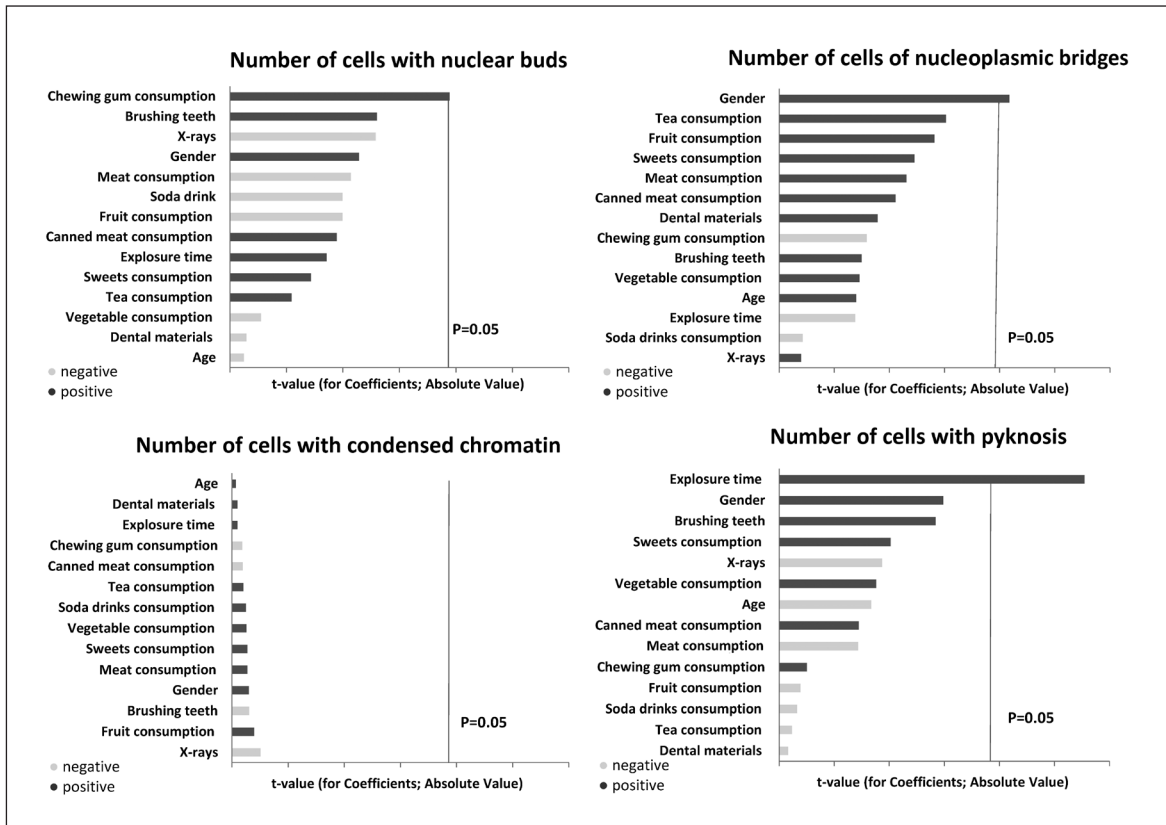 Number of cells with nuclear buds
Chewing gum consumption
Brushing teeth
X-rays
Gender
Meat consumption
Soda drink
Fruit consumption
Canned meat consumption
Explosure time
Sweets consumption
Tea consumption
Vegetable consumption
Dental materials
Age
P=0.05
negative
positive
t-value (for Coefficients; Absolute Value)
Number of cells of nucleoplasmic bridges
Gender
Tea consumption
Fruit consumption
Sweets consumption
Meat consumption
Canned meat consumption
Dental materials
Chewing gum consumption
Brushing teeth
Vegetable consumption
Age
Explosure time
Soda drinks consumption
X-rays
P=0.05
negative
positive
t-value (for Coefficients; Absolute Value)
Number of cells with condensed chromatin
Age
Dental materials
Explosure time
Chewing gum consumption
Canned meat consumption
Tea consumption
Soda drinks consumption
Vegetable consumption
Sweets consumption
Meat consumption
Gender
Brushing teeth
Fruit consumption
X-rays
P=0.05
negative
positive
t-value (for Coefficients; Absolute Value)
Number of cells with pyknosis
Explosure time
Gender
Brushing teeth
Sweets consumption
X-rays
Vegetable consumption
Age
Canned meat consumption
Meat consumption
Chewing gum consumption
Fruit consumption
Soda drinks consumption
Tea consumption
Dental materials
P=0.05
negative
positive
t-value (for Coefficients; Absolute Value)